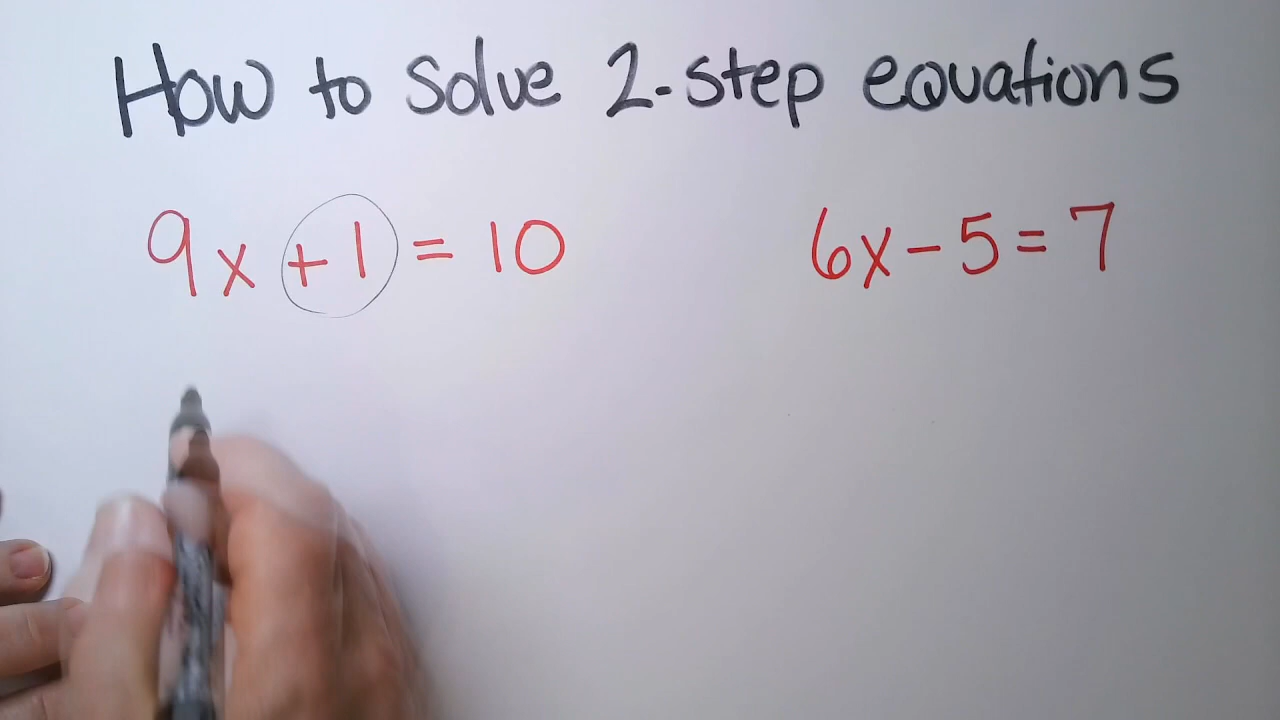 How to solve 2-step equations
9x + 1 = 10
6x - 5 = 7